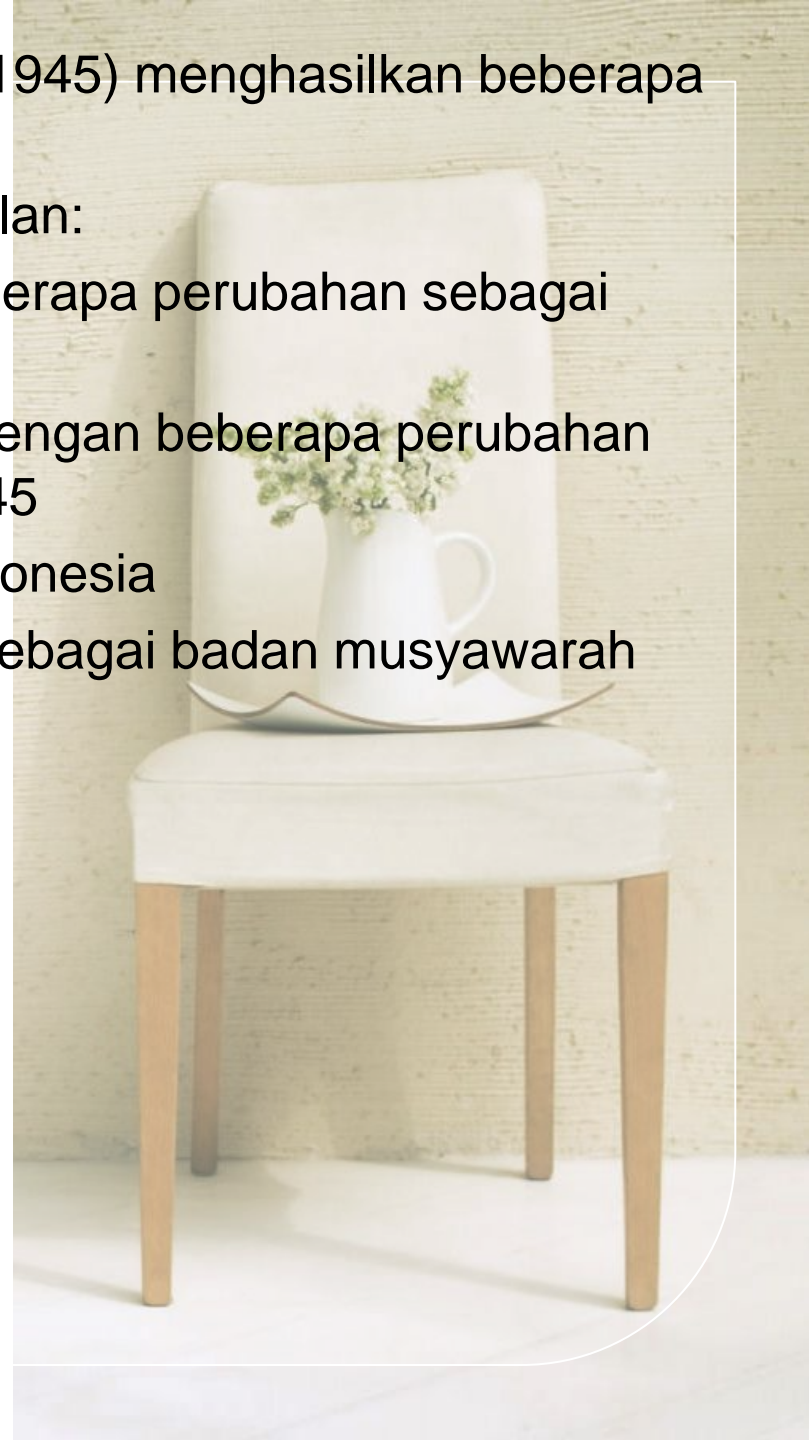 1945) menghasilkan beberapa
lan:
erapa perubahan sebagai
engan beberapa perubahan
45
onesia
ebagai badan musyawarah